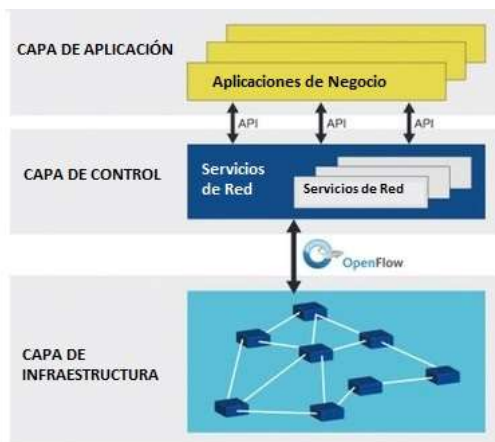 CAPA DE APLICACIÓN
Aplicaciones de Negocio
API API API
CAPA DE CONTROL
Servicios
de Red
Servicios de Red
OpenFlow
CAPA DE
INFRAESTRUCTURA